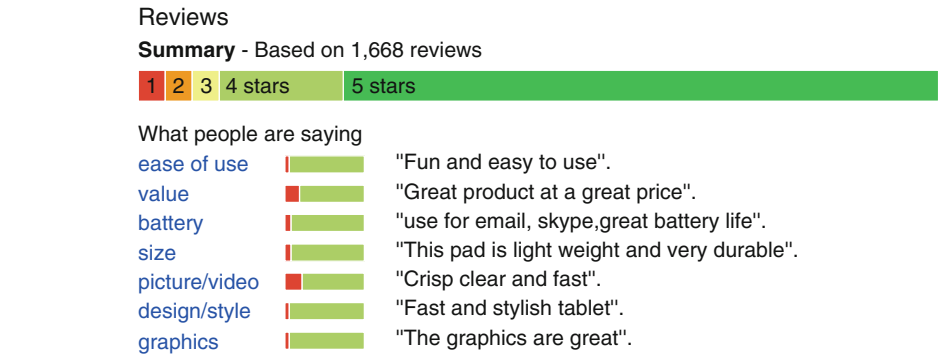 Reviews
Summary - Based on 1,668 reviews
1 2 3 4 stars 5 stars
What people are saying
ease of use "Fun and easy to use".
value "Great product at a great price".
battery "use for email, skype,great battery life".
size "This pad is light weight and very durable".
picture/video "Crisp clear and fast".
design/style "Fast and stylish tablet".
graphics "The graphics are great".